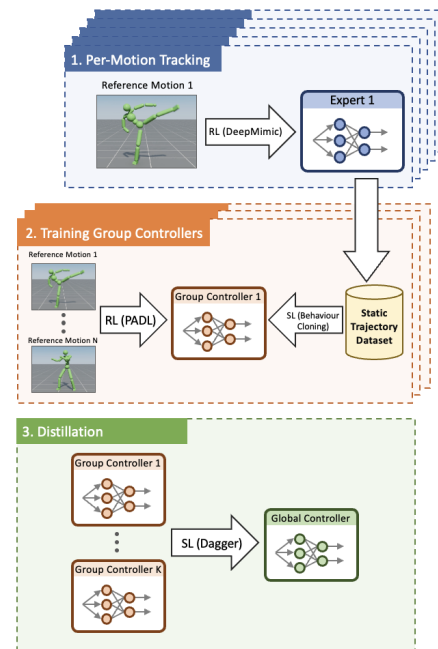 1. Per-Motion Tracking
Reference Motion 1
RL (DeepMimic)
Expert 1
2. Training Group Controllers
Reference Motion 1
Reference Motion N
RL (PADL)
Group Controller 1
SL (Behaviour
Cloning)
Static
Trajectory
Dataset
3. Distillation
Group Controller 1
Group Controller K
SL (Dagger)
Global Controller